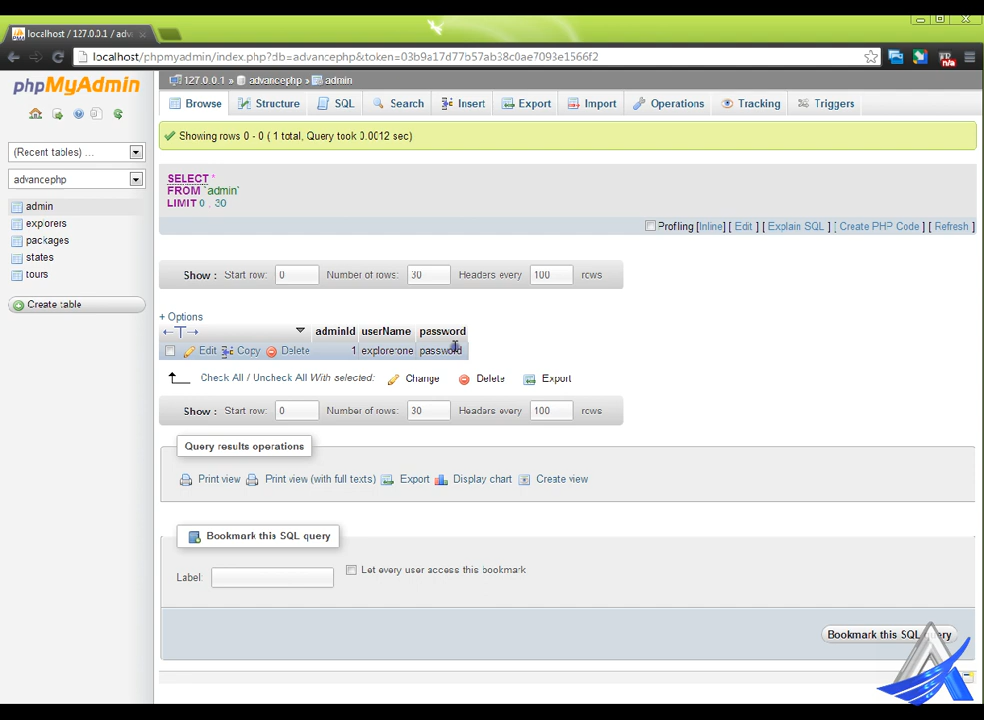 localhost / 127.0.0.1 / adv
localhost/phpmyadmin/index.php?db=advancephp&token=03b9a17d77b57ab38c0ae7093e1566f2
phpMyAdmin
127.0.0.1 » advancephp » admin
Browse Structure SQL Search Insert Export Import Operations Tracking Triggers
(Recent tables) ...
advancephp
admin
exporers
packages
states
tours
Create table
Showing rows 0 - 0 ( 1 total, Query took 0.0012 sec)
SELECT *
FROM `admin`
LIMIT 0 , 30
Profiling [Inline] [ Edit ] [ Explain SQL ] [ Create PHP Code ] [ Refresh ]
Show : Start row: 0 Number of rows: 30 Headers every 100 rows
+ Options
←T→ adminId userName password
Edit Copy Delete 1 exploreone password
Check All / Uncheck All With selected: Change Delete Export
Show : Start row: 0 Number of rows: 30 Headers every 100 rows
Query results operations
Print view Print view (with full texts) Export Display chart Create view
Bookmark this SQL query
Label: Let every user access this bookmark
Bookmark this SQL query